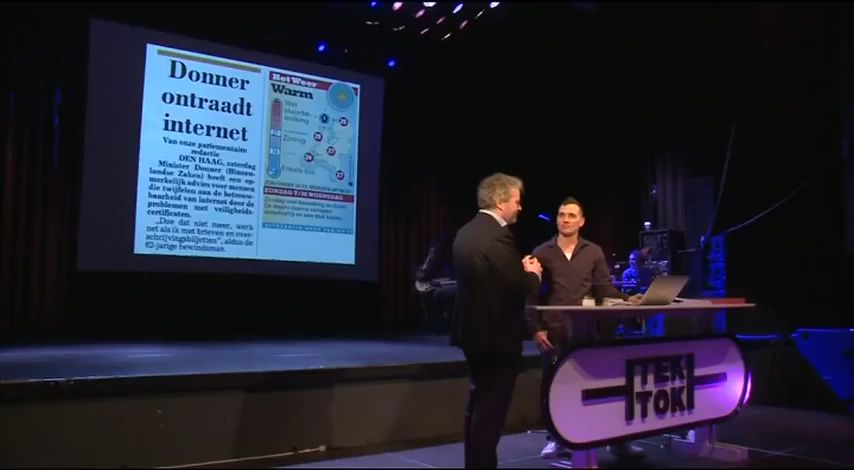 Donner
ontraadt
internet
Van onze parlementaire
redactie
DEN HAAG, zaterdag
Minister Donner (Binnen-
landse Zaken) heeft een op-
merkelijk advies voor mensen
die twijfelen aan de betrouw-
baarheid van internet door de
problemen met veiligheids-
certificaten.
„Doe dat niet meer, werk
net als ik met brieven en over-
schrijvingsbiljetten”, aldus de
62-jarige bewindsman.
Het Weer
Warm
Zonnig
ZONDAG T/M WOENSDAG
TEK
TOK